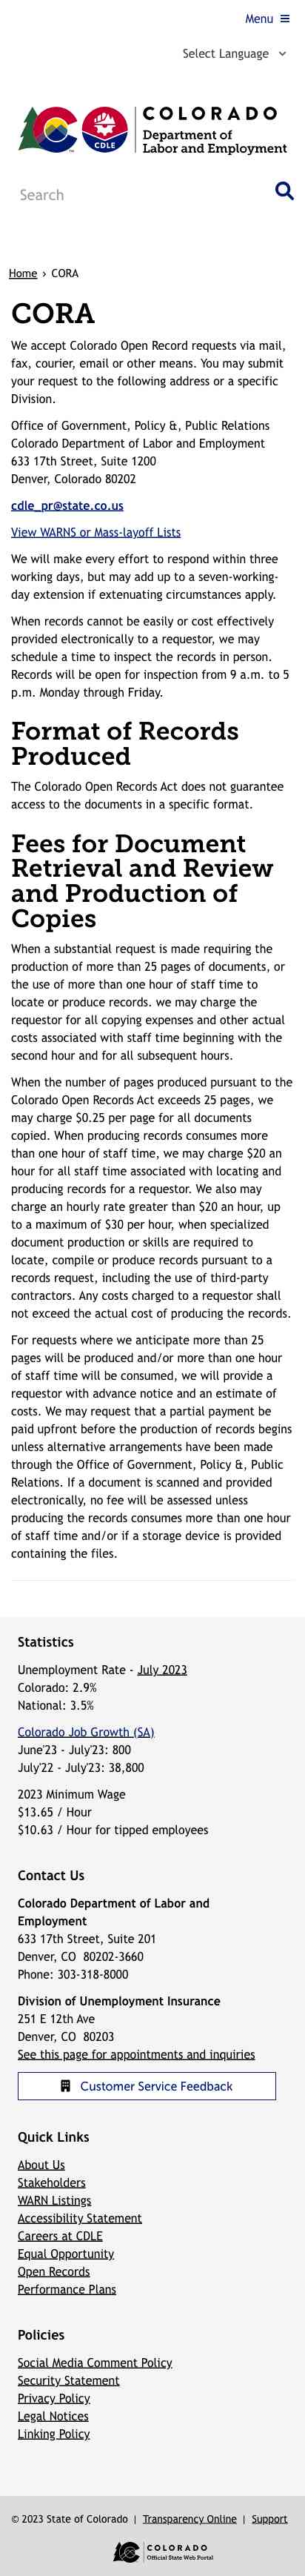 Menu
Select Language
CDLE
COLORADO
Department of
Labor and Employment
Search
Home › CORA
CORA
We accept Colorado Open Record requests via mail,
fax, courier, email or other means. You may submit
your request to the following address or a specific
Division.
Office of Government, Policy &, Public Relations
Colorado Department of Labor and Employment
633 17th Street, Suite 1200
Denver, Colorado 80202
cdle_pr@state.co.us
View WARNS or Mass-layoff Lists
We will make every effort to respond within three
working days, but may add up to a seven-working-
day extension if extenuating circumstances apply.
When records cannot be easily or cost effectively
provided electronically to a requestor, we may
schedule a time to inspect the records in person.
Records will be open for inspection from 9 a.m. to 5
p.m. Monday through Friday.
Format of Records
Produced
The Colorado Open Records Act does not guarantee
access to the documents in a specific format.
Fees for Document
Retrieval and Review
and Production of
Copies
When a substantial request is made requiring the
production of more than 25 pages of documents, or
the use of more than one hour of staff time to
locate or produce records. we may charge the
requestor for all copying expenses and other actual
costs associated with staff time beginning with the
second hour and for all subsequent hours.
When the number of pages produced pursuant to the
Colorado Open Records Act exceeds 25 pages, we
may charge $0.25 per page for all documents
copied. When producing records consumes more
than one hour of staff time, we may charge $20 an
hour for all staff time associated with locating and
producing records for a requestor. We also may
charge an hourly rate greater than $20 an hour, up
to a maximum of $30 per hour, when specialized
document production or skills are required to
locate, compile or produce records pursuant to a
records request, including the use of third-party
contractors. Any costs charged to a requestor shall
not exceed the actual cost of producing the records.
For requests where we anticipate more than 25
pages will be produced and/or more than one hour
of staff time will be consumed, we will provide a
requestor with advance notice and an estimate of
costs. We may request that a partial payment be
paid upfront before the production of records begins
unless alternative arrangements have been made
through the Office of Government, Policy &, Public
Relations. If a document is scanned and provided
electronically, no fee will be assessed unless
producing the records consumes more than one hour
of staff time and/or if a storage device is provided
containing the files.
Statistics
Unemployment Rate - July 2023
Colorado: 2.9%
National: 3.5%
Colorado Job Growth (SA)
June'23 - July'23: 800
July'22 - July'23: 38,800
2023 Minimum Wage
$13.65 / Hour
$10.63 / Hour for tipped employees
Contact Us
Colorado Department of Labor and
Employment
633 17th Street, Suite 201
Denver, CO 80202-3660
Phone: 303-318-8000
Division of Unemployment Insurance
251 E 12th Ave
Denver, CO 80203
See this page for appointments and inquiries
Customer Service Feedback
Quick Links
About Us
Stakeholders
WARN Listings
Accessibility Statement
Careers at CDLE
Equal Opportunity
Open Records
Performance Plans
Policies
Social Media Comment Policy
Security Statement
Privacy Policy
Legal Notices
Linking Policy
© 2023 State of Colorado | Transparency Online | Support
COLORADO
Official State Web Portal